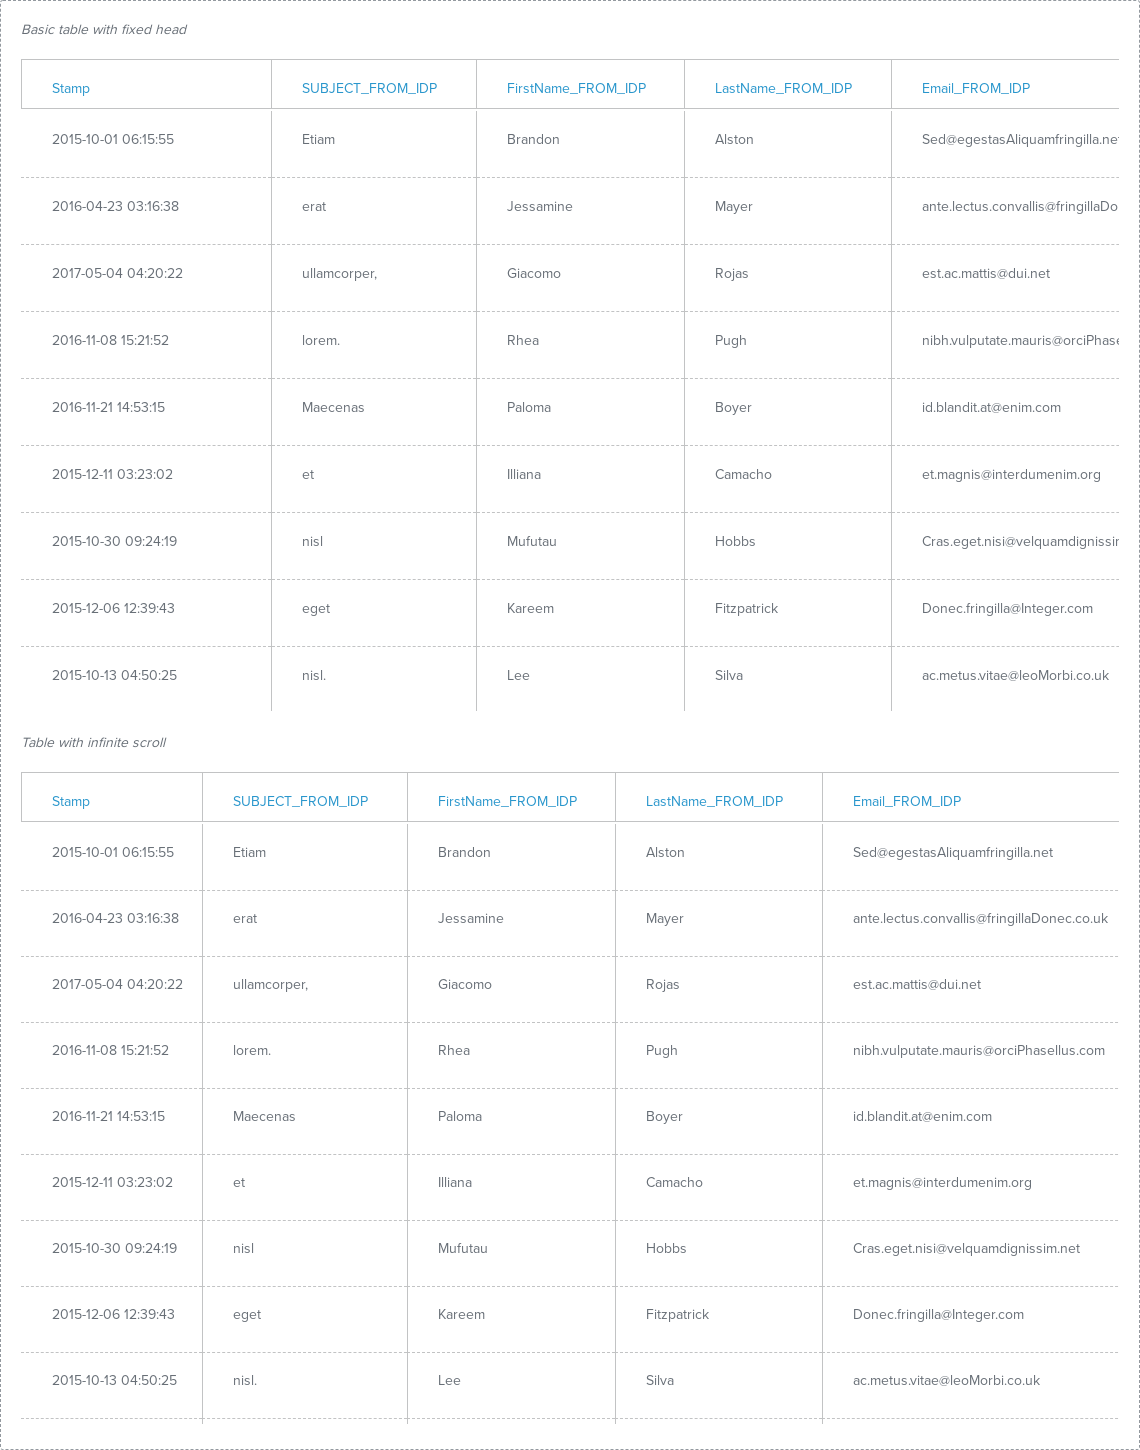 Basic table with fixed head
Stamp SUBJECT_FROM_IDP FirstName_FROM_IDP LastName_FROM_IDP Email_FROM_IDP
2015-10-01 06:15:55 Etiam Brandon Alston Sed@egestasAliquamfringilla.net
2016-04-23 03:16:38 erat Jessamine Mayer ante.lectus.convallis@fringillaDo
2017-05-04 04:20:22 ullamcorper, Giacomo Rojas est.ac.mattis@dui.net
2016-11-08 15:21:52 lorem. Rhea Pugh nibh.vulputate.mauris@orciPhase
2016-11-21 14:53:15 Maecenas Paloma Boyer id.blandit.at@enim.com
2015-12-11 03:23:02 et Illiana Camacho et.magnis@interdumenim.org
2015-10-30 09:24:19 nisl Mufutau Hobbs Cras.eget.nisi@velquamdignissim
2015-12-06 12:39:43 eget Kareem Fitzpatrick Donec.fringilla@Integer.com
2015-10-13 04:50:25 nisl. Lee Silva ac.metus.vitae@leoMorbi.co.uk
Table with infinite scroll
Stamp SUBJECT_FROM_IDP FirstName_FROM_IDP LastName_FROM_IDP Email_FROM_IDP
2015-10-01 06:15:55 Etiam Brandon Alston Sed@egestasAliquamfringilla.net
2016-04-23 03:16:38 erat Jessamine Mayer ante.lectus.convallis@fringillaDonec.co.uk
2017-05-04 04:20:22 ullamcorper, Giacomo Rojas est.ac.mattis@dui.net
2016-11-08 15:21:52 lorem. Rhea Pugh nibh.vulputate.mauris@orciPhasellus.com
2016-11-21 14:53:15 Maecenas Paloma Boyer id.blandit.at@enim.com
2015-12-11 03:23:02 et Illiana Camacho et.magnis@interdumenim.org
2015-10-30 09:24:19 nisl Mufutau Hobbs Cras.eget.nisi@velquamdignissim.net
2015-12-06 12:39:43 eget Kareem Fitzpatrick Donec.fringilla@Integer.com
2015-10-13 04:50:25 nisl. Lee Silva ac.metus.vitae@leoMorbi.co.uk